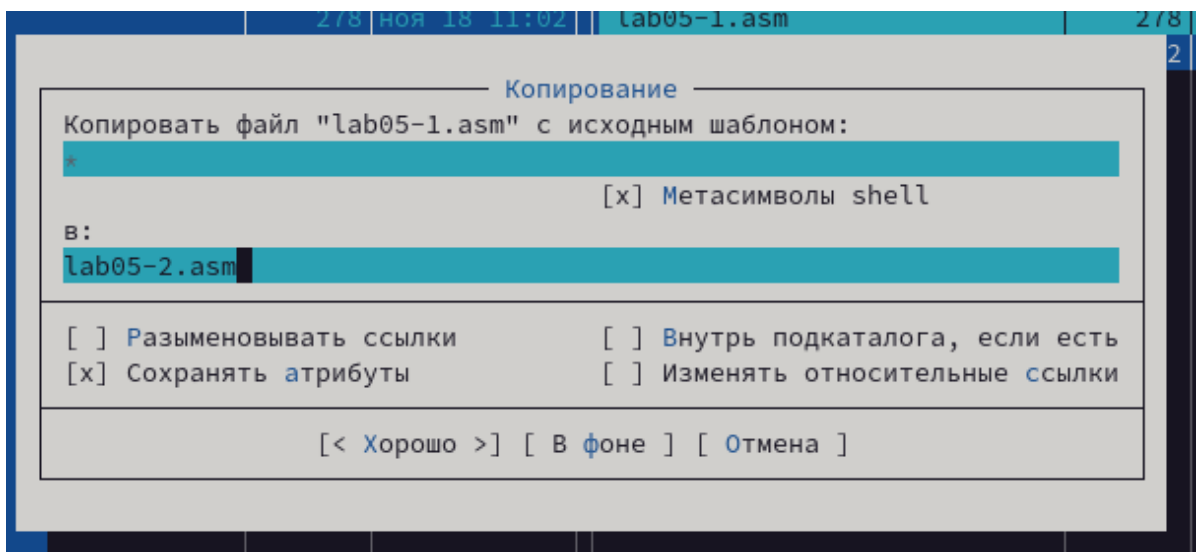 278 ноя 18 11:02 lab05-1.asm 278
2
Копирование
Копировать файл "lab05-1.asm" с исходным шаблоном:
*
[x] Метасимволы shell
в:
lab05-2.asm
[ ] Разыменовывать ссылки [ ] Внутрь подкаталога, если есть
[x] Сохранять атрибуты [ ] Изменять относительные ссылки
[< Хорошо >] [ В фоне ] [ Отмена ]